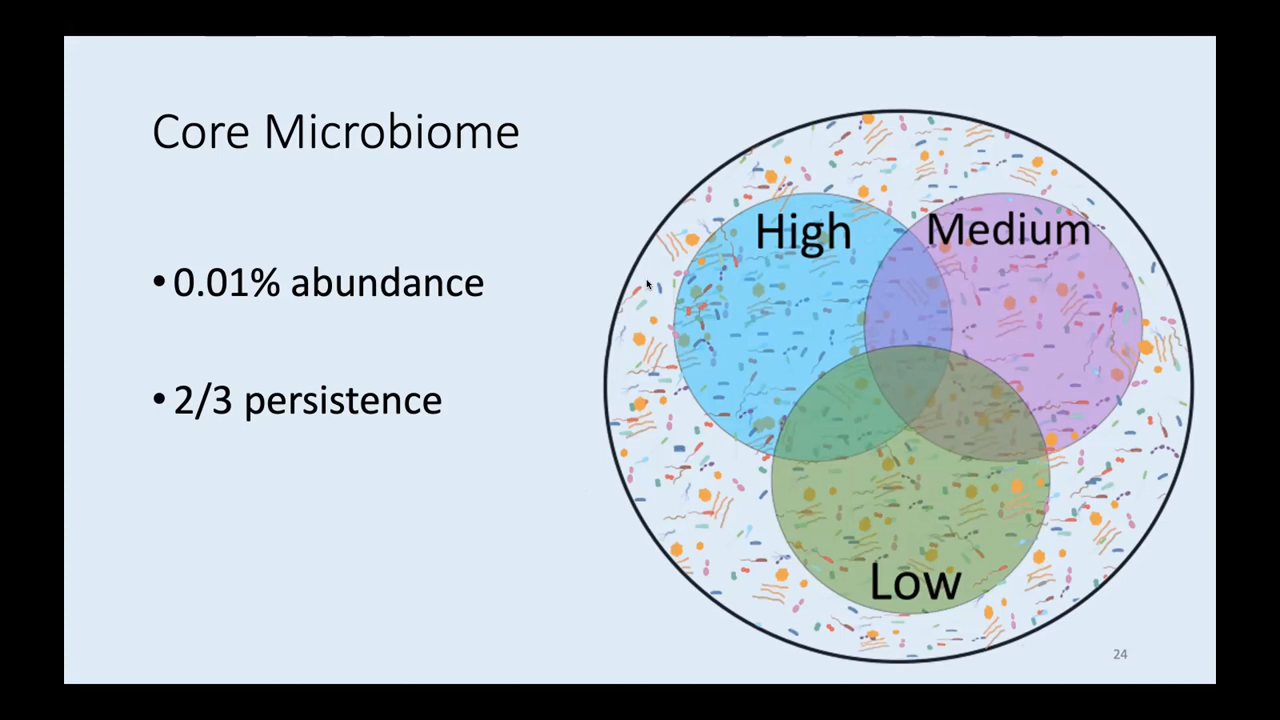 Core Microbiome
• 0.01% abundance
• 2/3 persistence
High
Medium
Low
24